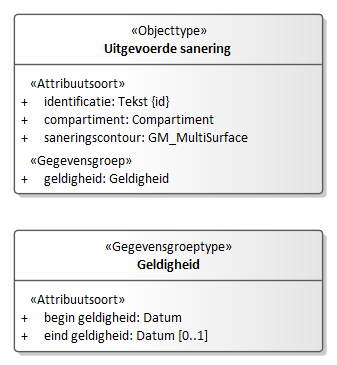 «Objecttype»
Uitgevoerde sanering
«Attribuutsoort»
+ identificatie: Tekst {id}
+ compartiment: Compartiment
+ saneringscontour: GM_MultiSurface
«Gegevensgroep»
+ geldigheid: Geldigheid
«Gegevensgroeptype»
Geldigheid
«Attribuutsoort»
+ begin geldigheid: Datum
+ eind geldigheid: Datum [0..1]